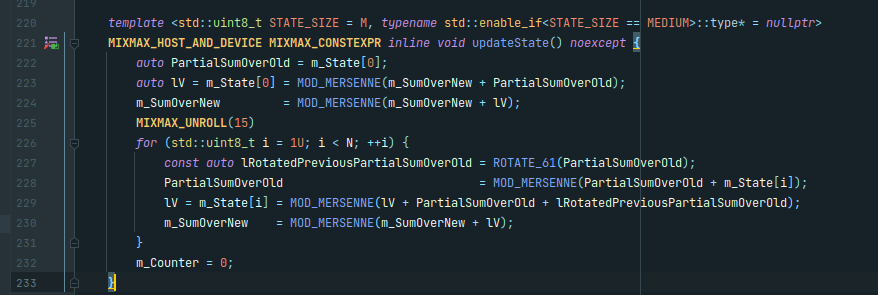 219
220 template <std::uint8_t STATE_SIZE = M, typename std::enable_if<STATE_SIZE == MEDIUM>::type* = nullptr>
221 MIXMAX_HOST_AND_DEVICE MIXMAX_CONSTEXPR inline void updateState() noexcept {
222     auto PartialSumOverOld = m_State[0];
223     auto lV = m_State[0] = MOD_MERSENNE(m_SumOverNew + PartialSumOverOld);
224     m_SumOverNew         = MOD_MERSENNE(m_SumOverNew + lV);
225     MIXMAX_UNROLL(15)
226     for (std::uint8_t i = 1U; i < N; ++i) {
227         const auto lRotatedPreviousPartialSumOverOld = ROTATE_61(PartialSumOverOld);
228         PartialSumOverOld                            = MOD_MERSENNE(PartialSumOverOld + m_State[i]);
229         lV = m_State[i] = MOD_MERSENNE(lV + PartialSumOverOld + lRotatedPreviousPartialSumOverOld);
230         m_SumOverNew    = MOD_MERSENNE(m_SumOverNew + lV);
231     }
232     m_Counter = 0;
233 }